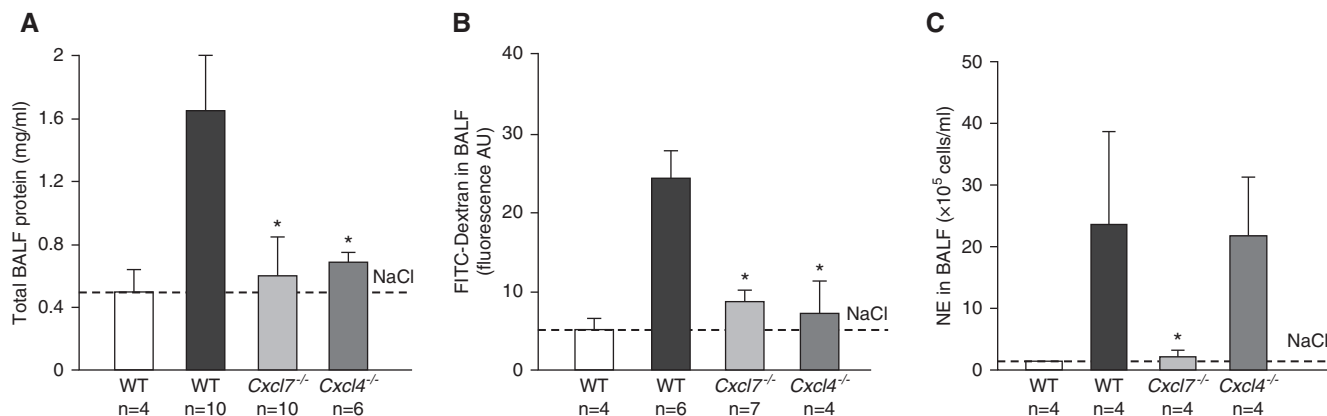 A
Total BALF protein (mg/ml)
2
1.6
1.2
0.8
0.4
0
*
*
NaCl
WT WT Cxcl7-/- Cxcl4-/-
n=4 n=10 n=10 n=6
B
FITC-Dextran in BALF
(fluorescence AU)
40
30
20
10
0
*
*
NaCl
WT WT Cxcl7-/- Cxcl4-/-
n=4 n=6 n=7 n=4
C
NE in BALF (×10⁵ cells/ml)
50
40
30
20
10
0
*
NaCl
WT WT Cxcl7-/- Cxcl4-/-
n=4 n=4 n=4 n=4